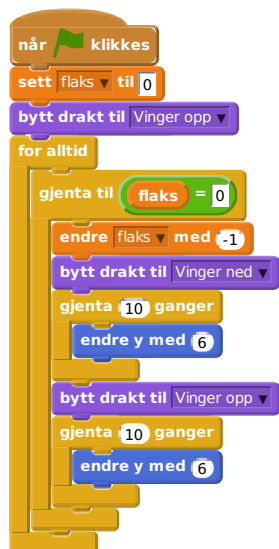 når klikkes
sett flaks ▾ til 0
bytt drakt til Vinger opp ▾
for alltid
gjenta til flaks = 0
endre flaks ▾ med -1
bytt drakt til Vinger ned ▾
gjenta 10 ganger
endre y med 6
bytt drakt til Vinger opp ▾
gjenta 10 ganger
endre y med 6